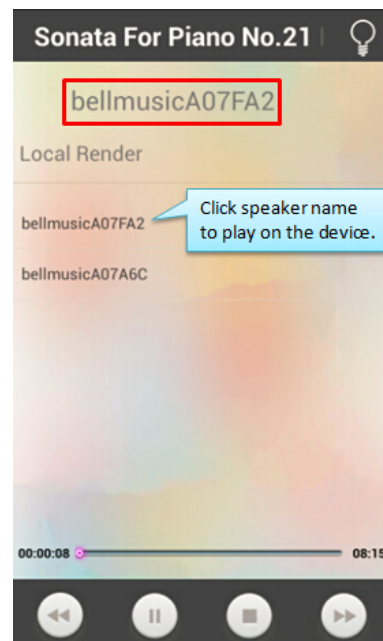 Sonata For Piano No.21
bellmusicA07FA2
Local Render
bellmusicA07FA2
Click speaker name
to play on the device.
bellmusicA07A6C
00:00:08
08:15